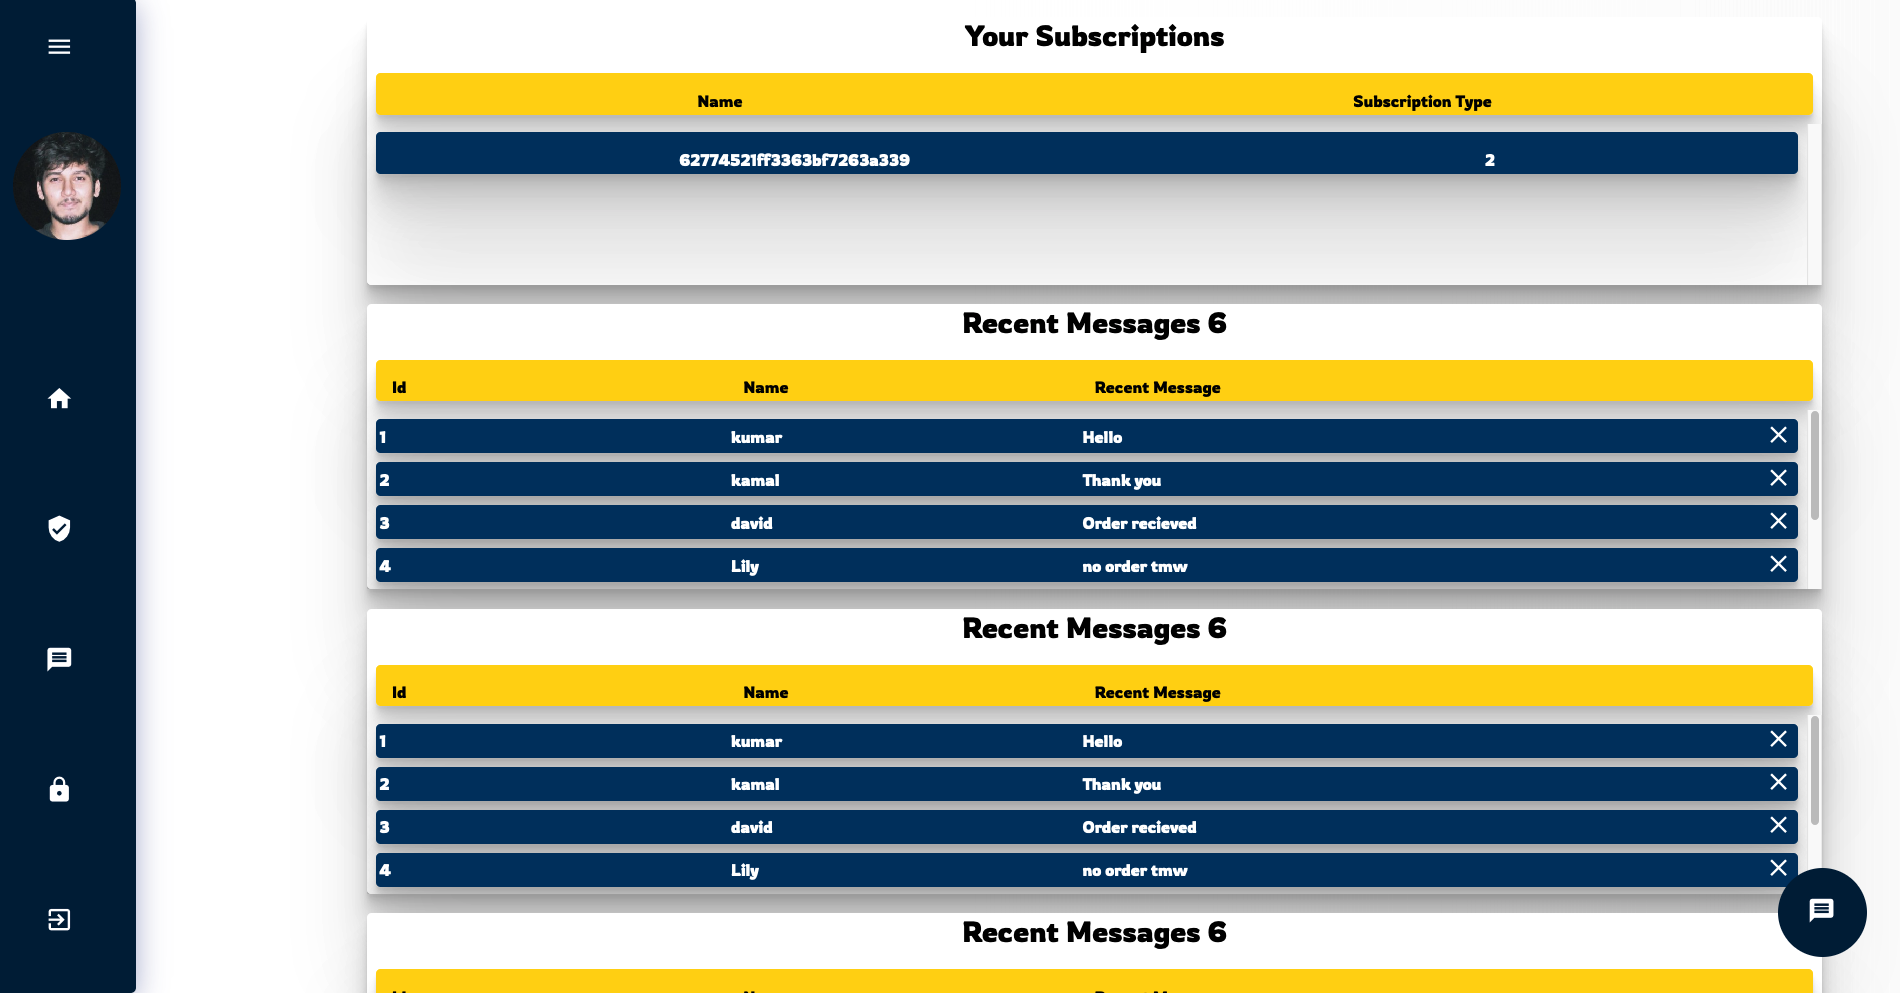 Your Subscriptions
Name Subscription Type
62774521ff3363bf7263a339 2
Recent Messages 6
Id Name Recent Message
1 kumar Hello
2 kamal Thank you
3 david Order recieved
4 Lily no order tmw
Recent Messages 6
Id Name Recent Message
1 kumar Hello
2 kamal Thank you
3 david Order recieved
4 Lily no order tmw
Recent Messages 6